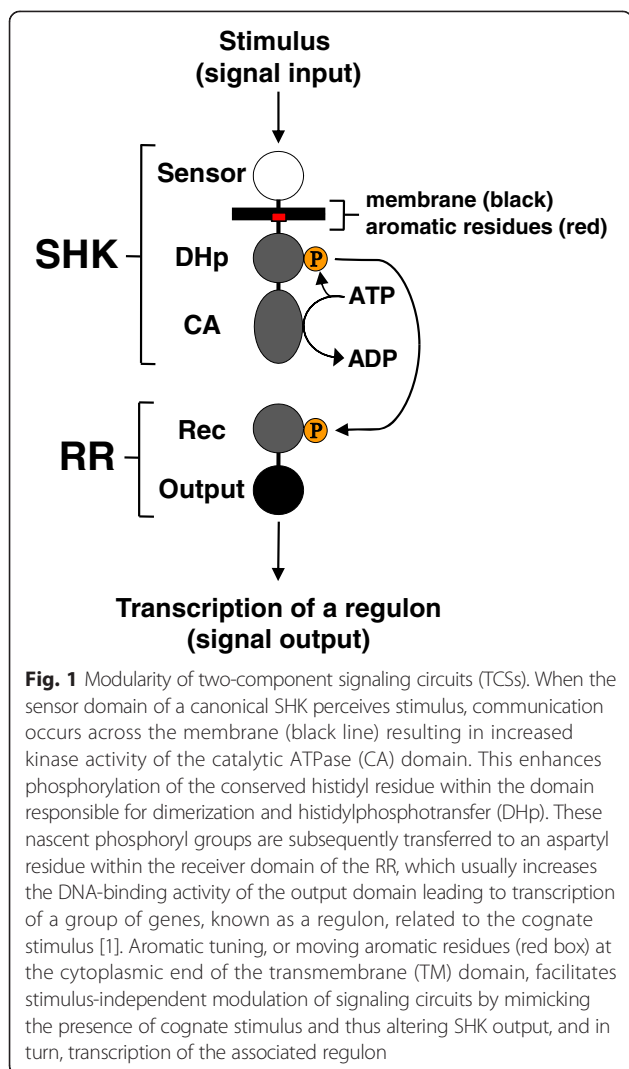 Stimulus
(signal input)
Sensor
membrane (black)
aromatic residues (red)
SHK
DHp
P
ATP
CA
ADP
Rec
P
RR
Output
Transcription of a regulon
(signal output)
Fig. 1 Modularity of two-component signaling circuits (TCSs). When the
sensor domain of a canonical SHK perceives stimulus, communication
occurs across the membrane (black line) resulting in increased
kinase activity of the catalytic ATPase (CA) domain. This enhances
phosphorylation of the conserved histidyl residue within the domain
responsible for dimerization and histidylphosphotransfer (DHp). These
nascent phosphoryl groups are subsequently transferred to an aspartyl
residue within the receiver domain of the RR, which usually increases
the DNA-binding activity of the output domain leading to transcription
of a group of genes, known as a regulon, related to the cognate
stimulus [1]. Aromatic tuning, or moving aromatic residues (red box) at
the cytoplasmic end of the transmembrane (TM) domain, facilitates
stimulus-independent modulation of signaling circuits by mimicking
the presence of cognate stimulus and thus altering SHK output, and in
turn, transcription of the associated regulon